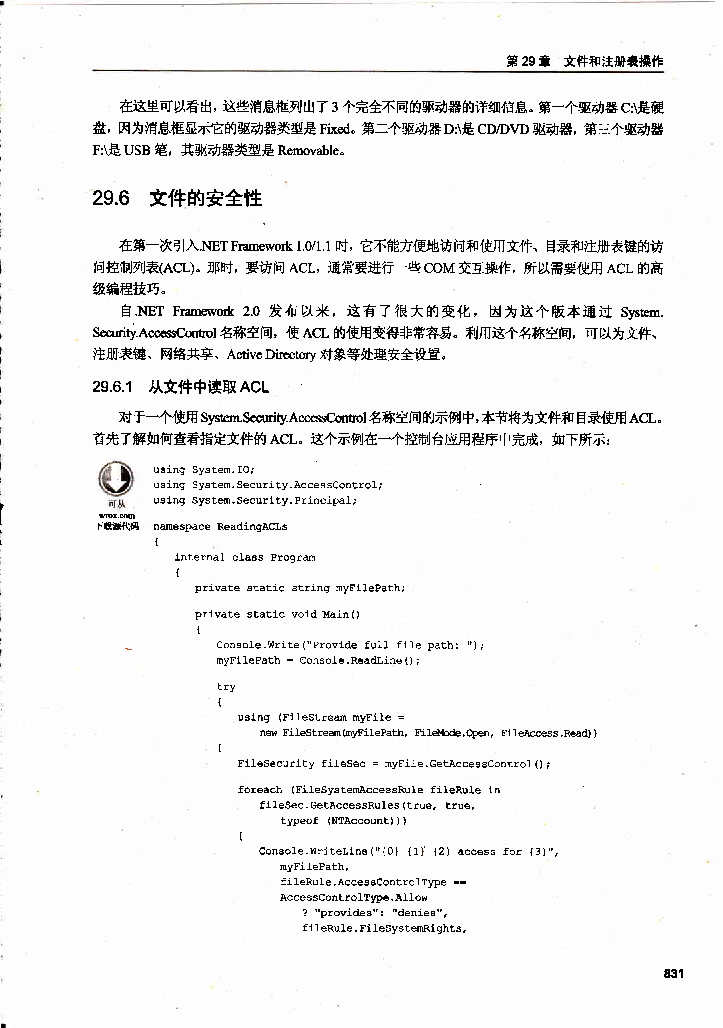 第 29 章　文件和注册表操作
在这里可以看出，这些消息框列出了 3 个完全不同的驱动器的详细信息。第一个驱动器 C:\是硬
盘，因为消息框显示它的驱动器类型是 Fixed。第二个驱动器 D:\是 CD/DVD 驱动器，第三个驱动器
F:\是 USB 笔，其驱动器类型是 Removable。
29.6　文件的安全性
在第一次引入.NET Framework 1.0/1.1 时，它不能方便地访问和使用文件、目录和注册表键的访
问控制列表(ACL)。那时，要访问 ACL，通常要进行一些 COM 交互操作，所以需要使用 ACL 的高
级编程技巧。
自.NET Framework 2.0 发布以来，这有了很大的变化，因为这个版本通过 System.
Security.AccessControl 名称空间，使 ACL 的使用变得非常容易。利用这个名称空间，可以为文件、
注册表键、网络共享、Active Directory 对象等处理安全设置。
29.6.1　从文件中读取 ACL
对于一个使用 System.Security.AccessControl 名称空间的示例中，本节将为文件和目录使用 ACL。
首先了解如何查看指定文件的 ACL。这个示例在一个控制台应用程序中完成，如下所示：
可从
wrox.com
下载源代码
using System.IO;
using System.Security.AccessControl;
using System.Security.Principal;
namespace ReadingACLs
{
internal class Program
{
private static string myFilePath;
private static void Main()
{
Console.Write("Provide full file path: ");
myFilePath = Console.ReadLine();
try
{
using (FileStream myFile =
new FileStream(myFilePath, FileMode.Open, FileAccess.Read))
{
FileSecurity fileSec = myFile.GetAccessControl();
foreach (FileSystemAccessRule fileRule in
fileSec.GetAccessRules(true, true,
typeof (NTAccount)))
{
Console.WriteLine("{0} {1} {2} access for {3}",
myFilePath,
fileRule.AccessControlType ==
AccessControlType.Allow
? "provides": "denies",
fileRule.FileSystemRights,
831